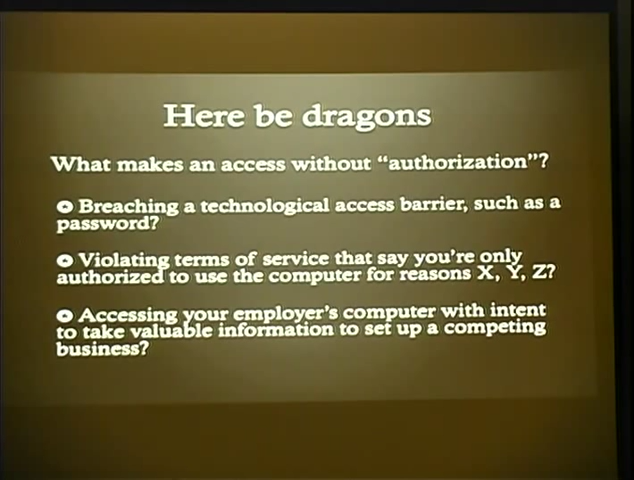 Here be dragons
What makes an access without “authorization”?
Breaching a technological access barrier, such as a
password?
Violating terms of service that say you’re only
authorized to use the computer for reasons X, Y, Z?
Accessing your employer’s computer with intent
to take valuable information to set up a competing
business?